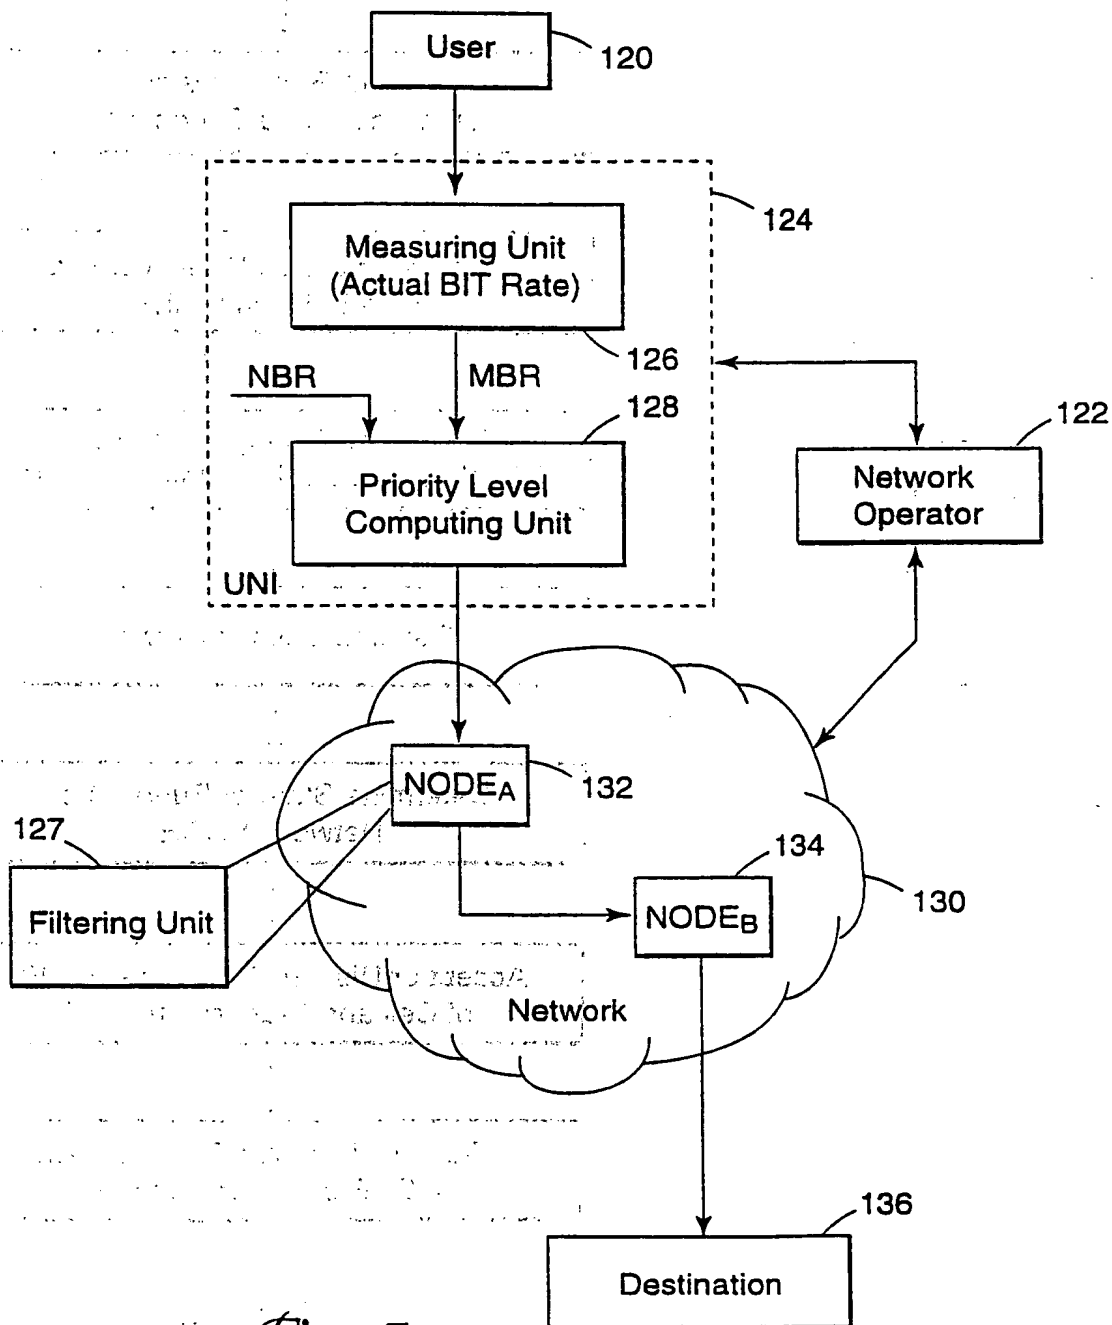 User
120
124
Measuring Unit
(Actual BIT Rate)
126
NBR
MBR
128
122
Priority Level
Computing Unit
Network
Operator
UNI
NODEA
132
127
134
Filtering Unit
NODEB
130
Network
136
Destination